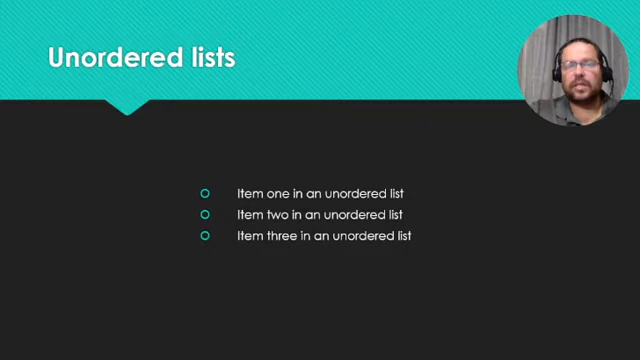 Unordered lists
Item one in an unordered list
Item two in an unordered list
Item three in an unordered list